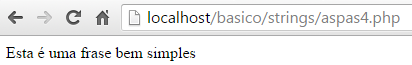 localhost/basico/strings/aspas4.php
Esta é uma frase bem simples